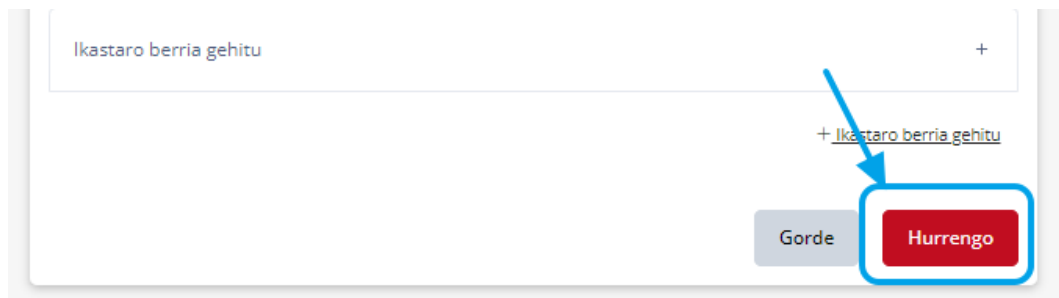 Ikastaro berria gehitu +
+ Ikastaro berria gehitu
Gorde Hurrengo